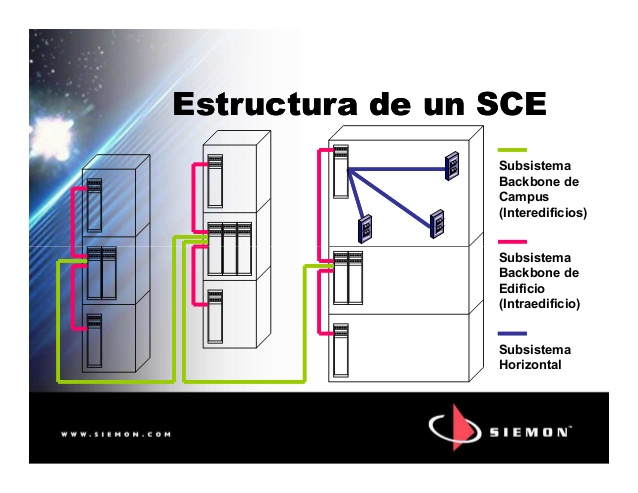 Estructura de un SCE
Subsistema
Backbone de
Campus
(Interedificios)
Subsistema
Backbone de
Edificio
(Intraedificio)
Subsistema
Horizontal
WWW.SIEMON.COM
SIEMON™